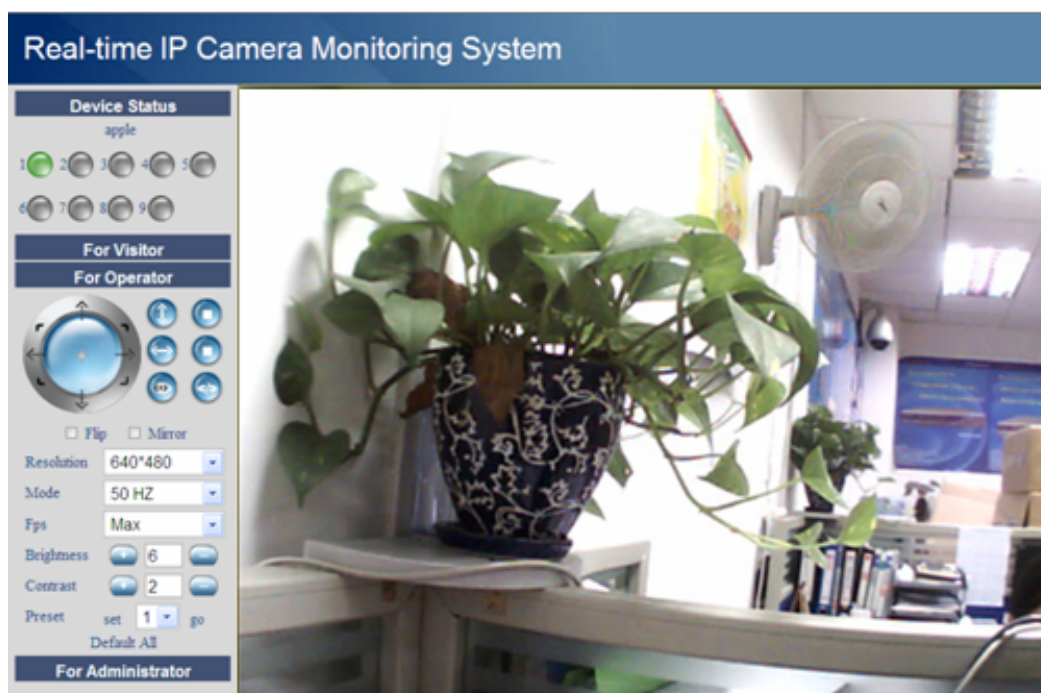 Real-time IP Camera Monitoring System
Device Status
apple
1 2 3 4 5
6 7 8 9
For Visitor
For Operator
Flip Mirror
Resolution 640*480
Mode 50 HZ
Fps Max
Brightness + 6 -
Contrast + 2 -
Preset set 1 go
Default All
For Administrator